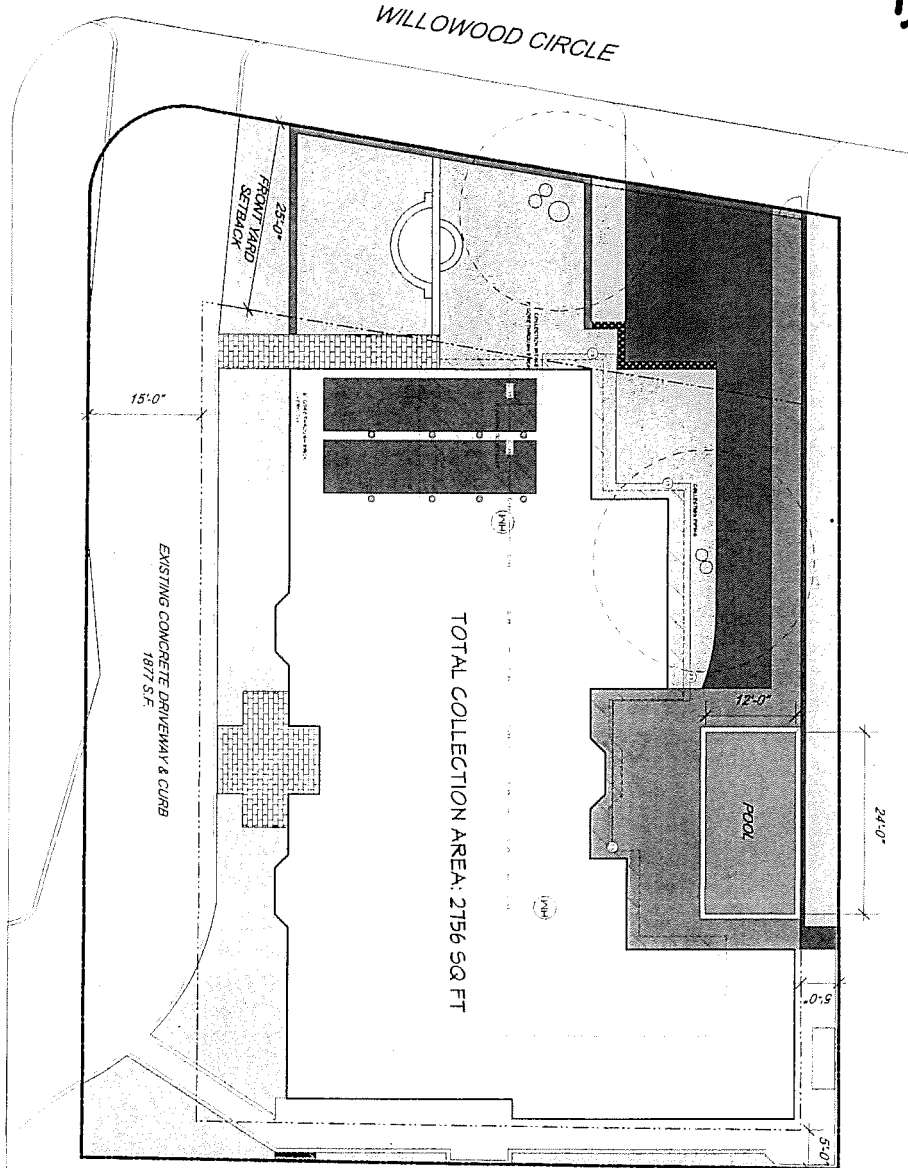 WILLOWOOD CIRCLE
25'-0"
FRONT YARD
SETBACK
15'-0"
EXISTING CONCRETE DRIVEWAY & CURB
1877 S.F.
TOTAL COLLECTION AREA: 2756 SQ FT
12'-0"
POOL
24'-0"
5'-0"
5'-0"